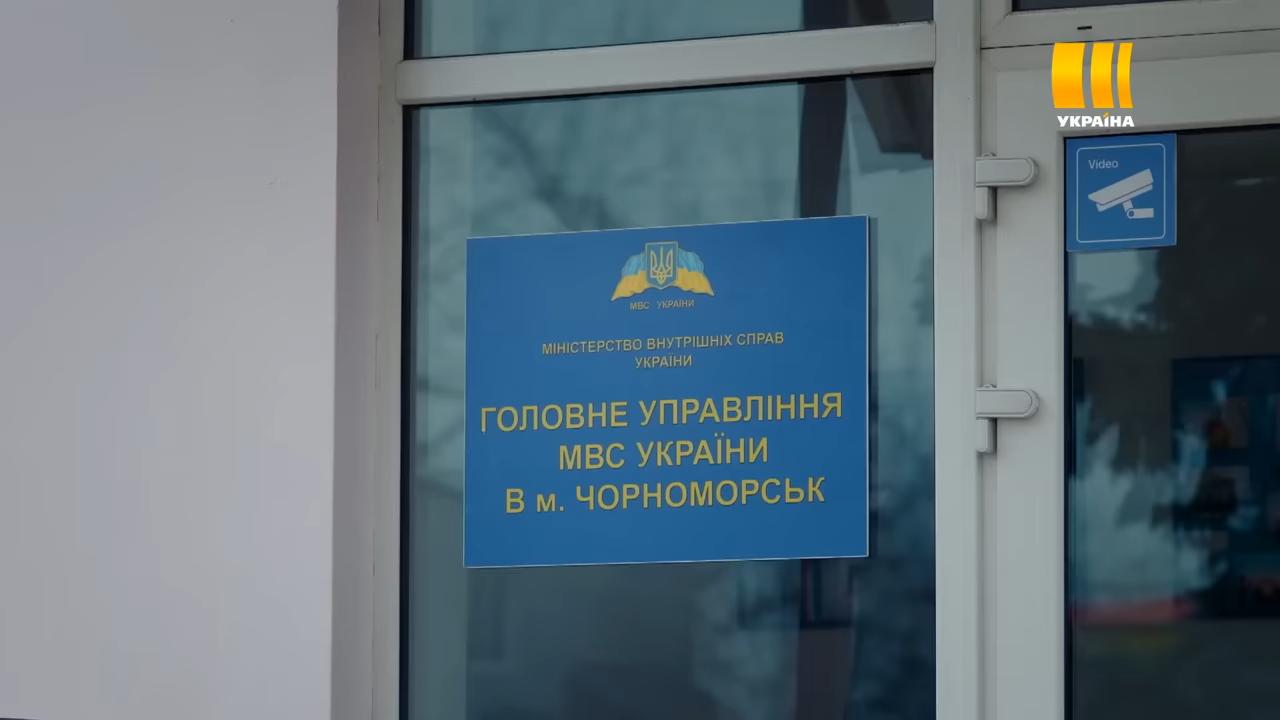 УКРАЇНА
Video
МВС УКРАЇНИ
МІНІСТЕРСТВО ВНУТРІШНІХ СПРАВ
УКРАЇНИ
ГОЛОВНЕ УПРАВЛІННЯ
МВС УКРАЇНИ
В м. ЧОРНОМОРСЬК